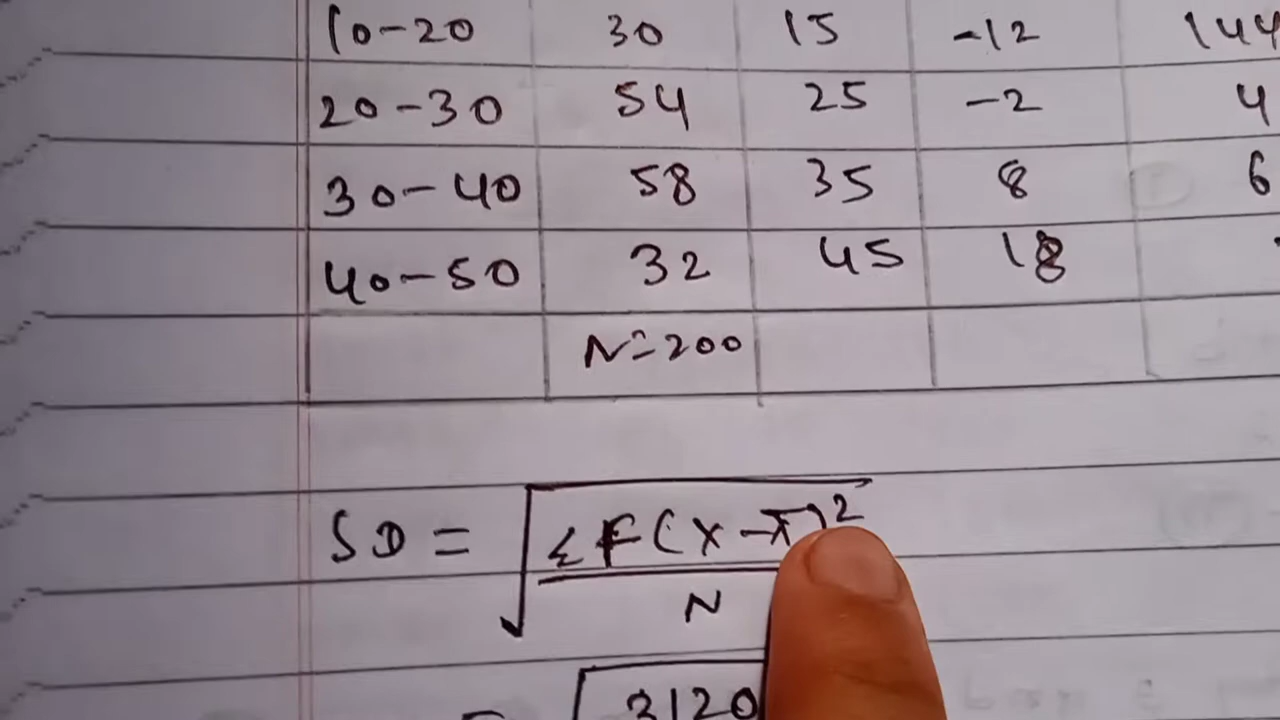 10-20 30 15 -12 144
20-30 54 25 -2 4
30-40 58 35 8 6
40-50 32 45 18
N=200
SD = √ΣF(x-x̄)²
N
= √3120